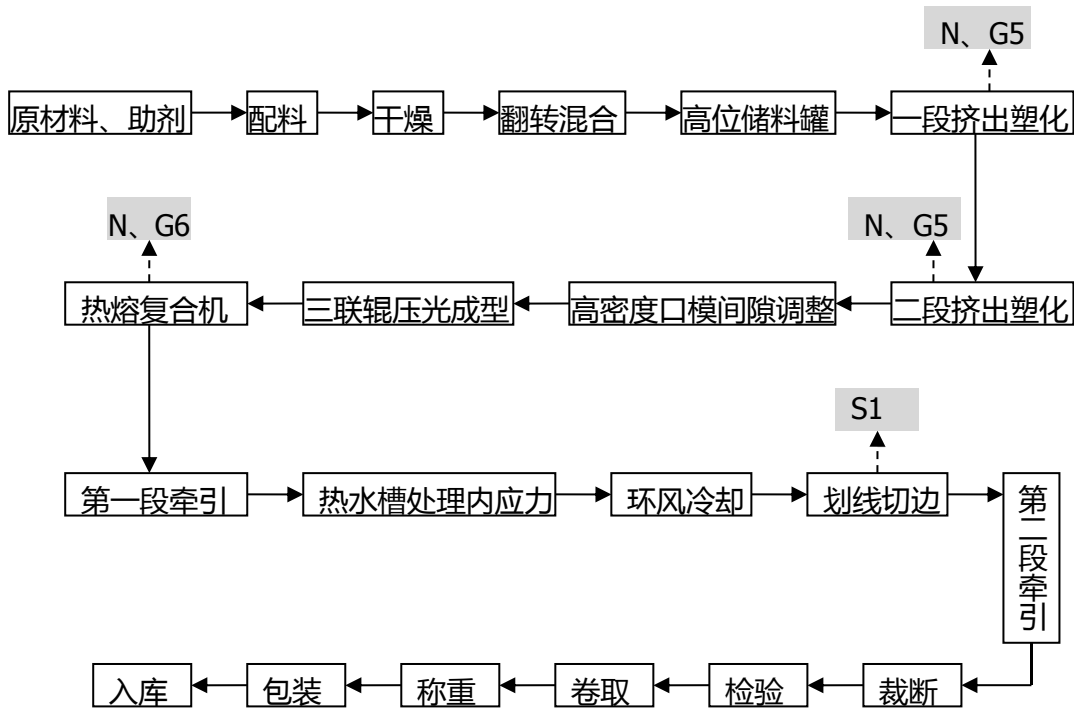 N、G5
原材料、助剂
配料
干燥
翻转混合
高位储料罐
一段挤出塑化
N、G6
N、G5
热熔复合机
三联辊压光成型
高密度口模间隙调整
二段挤出塑化
S1
第一段牵引
热水槽处理内应力
环风冷却
划线切边
第二段牵引
入库
包装
称重
卷取
检验
裁断